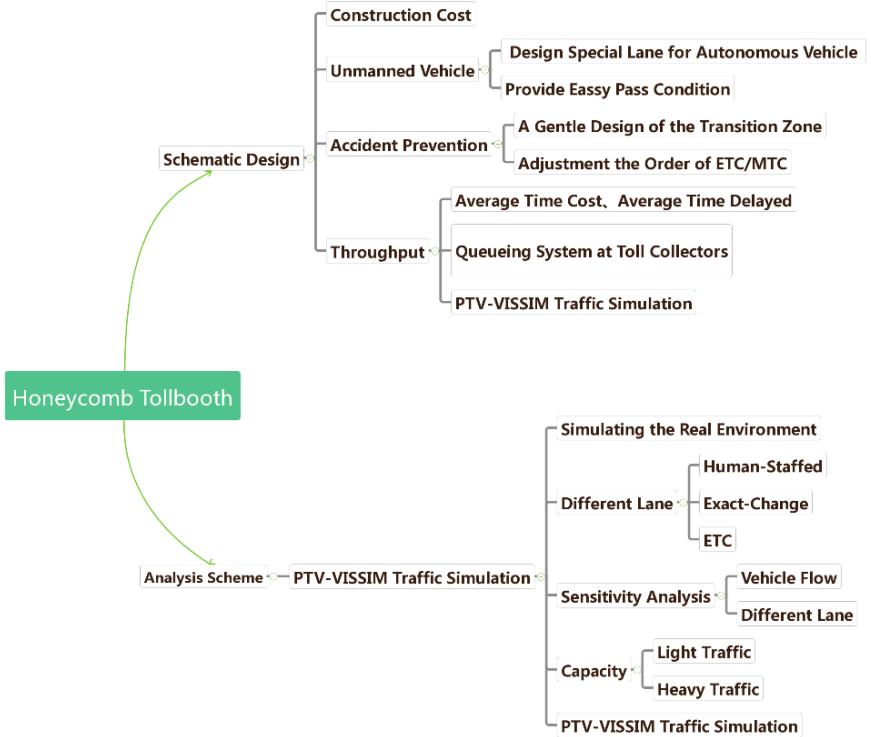 Construction Cost
Design Special Lane for Autonomous Vehicle
Unmanned Vehicle
Provide Eassy Pass Condition
A Gentle Design of the Transition Zone
Accident Prevention
Schematic Design
Adjustment the Order of ETC/MTC
Average Time Cost、Average Time Delayed
Throughput
Queueing System at Toll Collectors
PTV-VISSIM Traffic Simulation
Honeycomb Tollbooth
Simulating the Real Environment
Human-Staffed
Different Lane
Exact-Change
ETC
Analysis Scheme
PTV-VISSIM Traffic Simulation
Vehicle Flow
Sensitivity Analysis
Different Lane
Light Traffic
Capacity
Heavy Traffic
PTV-VISSIM Traffic Simulation